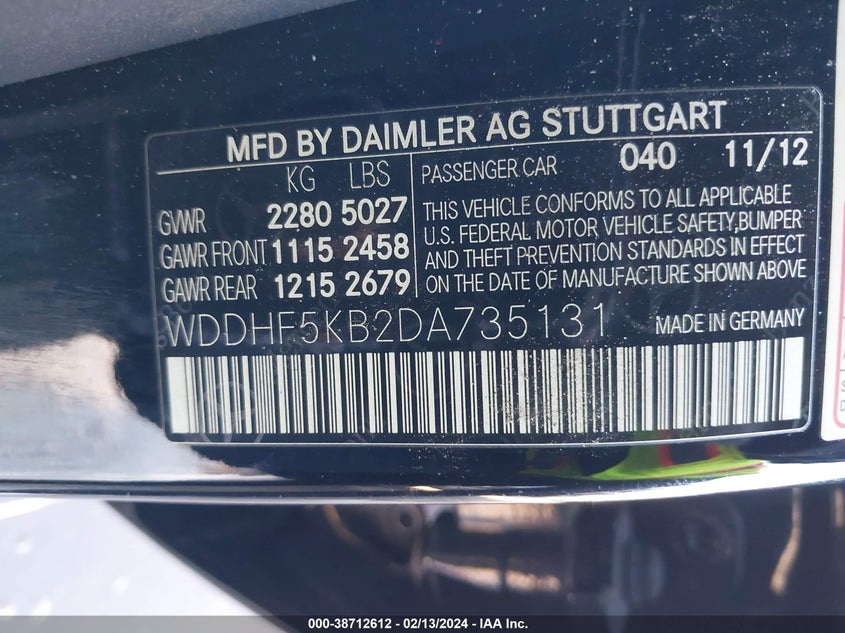 MFD BY DAIMLER AG STUTTGART
KG LBS
GVWR 2280 5027
GAWR FRONT 1115 2458
GAWR REAR 1215 2679
PASSENGER CAR 040 11/12
THIS VEHICLE CONFORMS TO ALL APPLICABLE
U.S. FEDERAL MOTOR VEHICLE SAFETY,BUMPER
AND THEFT PREVENTION STANDARDS IN EFFECT
ON THE DATE OF MANUFACTURE SHOWN ABOVE
WDDHF5KB2DA735131 MADE IN GERMANY
000-38712612 - 02/13/2024 - IAA Inc.